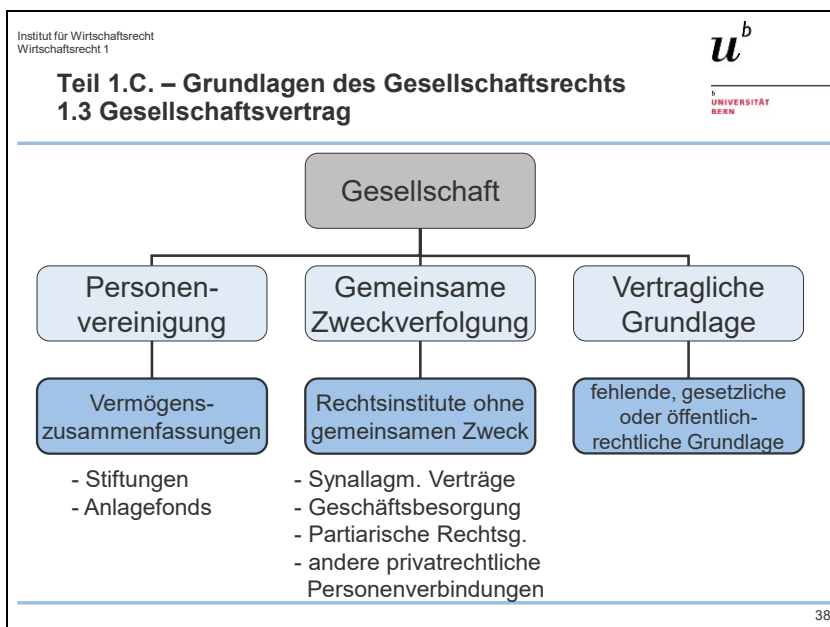 Institut für Wirtschaftsrecht
Wirtschaftsrecht 1
u^b
Teil 1.C. – Grundlagen des Gesellschaftsrechts
1.3 Gesellschaftsvertrag
b
UNIVERSITÄT
BERN
Gesellschaft
Personen-
vereinigung
Gemeinsame
Zweckverfolgung
Vertragliche
Grundlage
Vermögens-
zusammenfassungen
Rechtsinstitute ohne
gemeinsamen Zweck
fehlende, gesetzliche
oder öffentlich-
rechtliche Grundlage
- Stiftungen
- Anlagefonds
- Synallagm. Verträge
- Geschäftsbesorgung
- Partiarische Rechtsg.
- andere privatrechtliche
Personenverbindungen
38